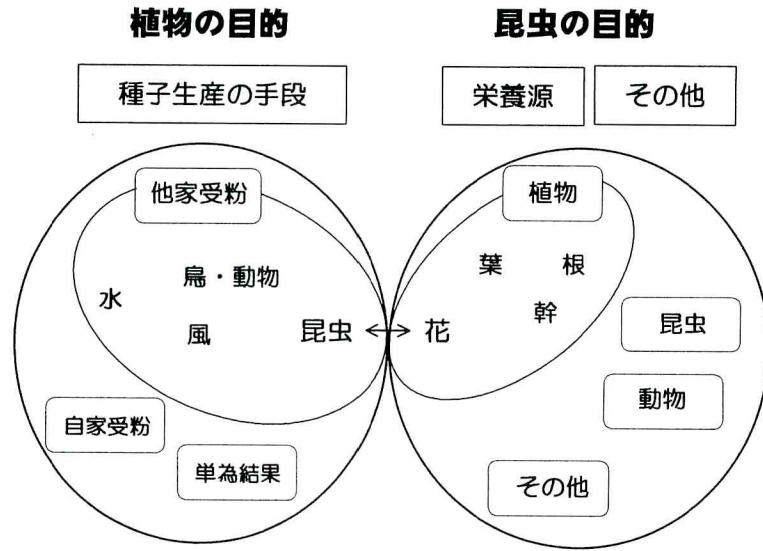 植物の目的
昆虫の目的
種子生産の手段
栄養源
その他
他家受粉
鳥・動物
水
風
昆虫
自家受粉
単為結果
植物
葉
根
幹
花
昆虫
動物
その他